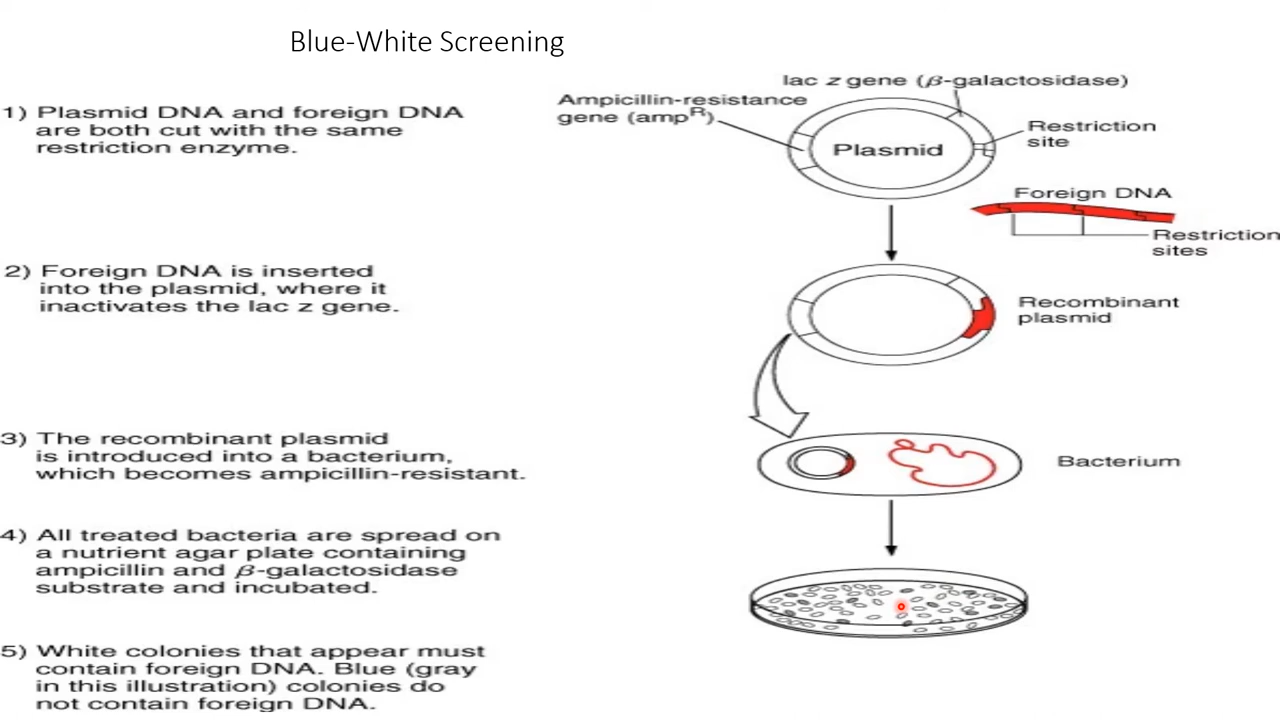 Blue-White Screening
1) Plasmid DNA and foreign DNA
are both cut with the same
restriction enzyme.
lac z gene (β-galactosidase)
Ampicillin-resistance
gene (ampR)
Plasmid
Restriction
site
Foreign DNA
Restriction
sites
2) Foreign DNA is inserted
into the plasmid, where it
inactivates the lac z gene.
Recombinant
plasmid
3) The recombinant plasmid
is introduced into a bacterium,
which becomes ampicillin-resistant.
Bacterium
4) All treated bacteria are spread on
a nutrient agar plate containing
ampicillin and β-galactosidase
substrate and incubated.
5) White colonies that appear must
contain foreign DNA. Blue (gray
in this illustration) colonies do
not contain foreign DNA.